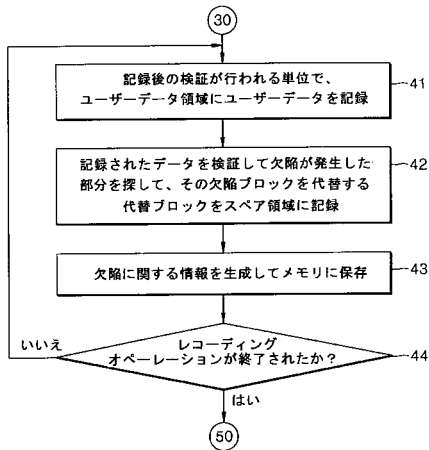 30
記録後の検証が行われる単位で、
ユーザーデータ領域にユーザーデータを記録
41
記録されたデータを検証して欠陥が発生した
部分を探して、その欠陥ブロックを代替する
代替ブロックをスペア領域に記録
42
欠陥に関する情報を生成してメモリに保存
43
レコーディング
オペーレーションが終了されたか？
44
いいえ
はい
50